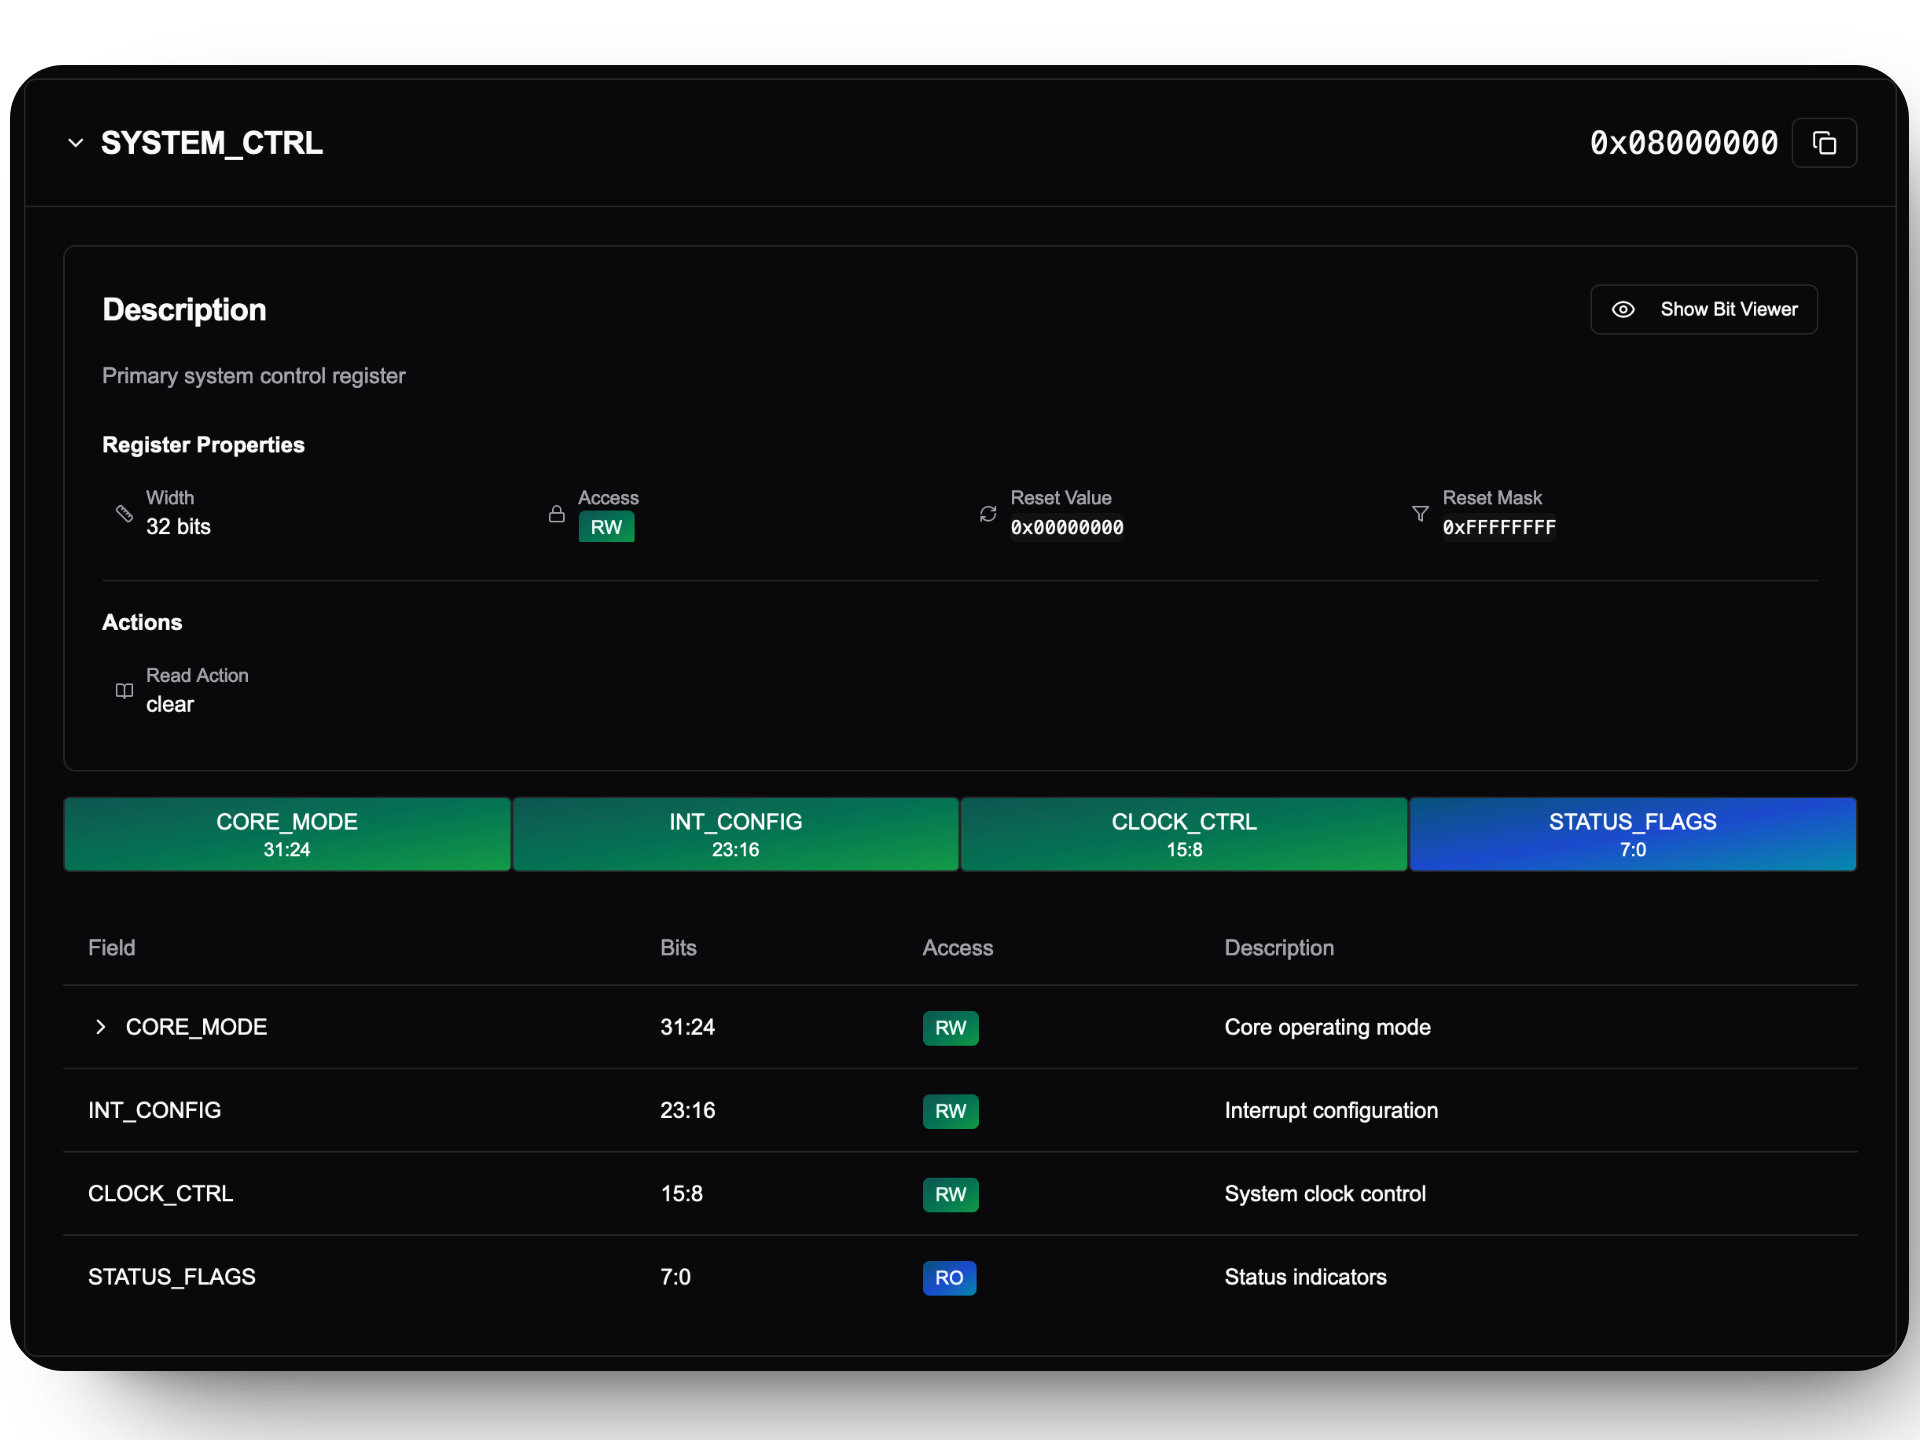 SYSTEM_CTRL
0x08000000
Description
Show Bit Viewer
Primary system control register
Register Properties
Width
32 bits
Access
RW
Reset Value
0x00000000
Reset Mask
0xFFFFFFFF
Actions
Read Action
clear
CORE_MODE
31:24
INT_CONFIG
23:16
CLOCK_CTRL
15:8
STATUS_FLAGS
7:0
Field Bits Access Description
CORE_MODE 31:24 RW Core operating mode
INT_CONFIG 23:16 RW Interrupt configuration
CLOCK_CTRL 15:8 RW System clock control
STATUS_FLAGS 7:0 RO Status indicators